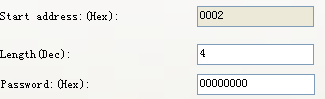 Start address:(Hex): 0002
Length(Dec): 4
Password:(Hex): 00000000